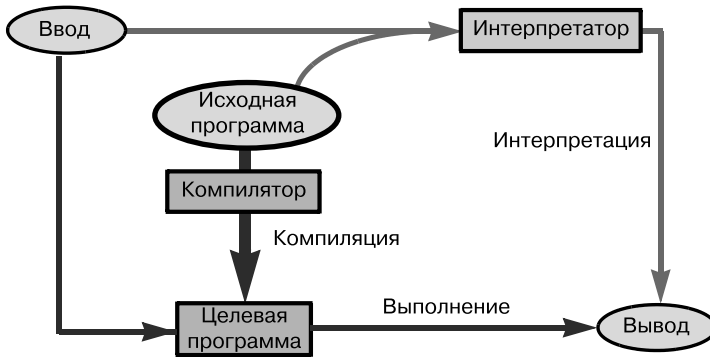 Ввод
Интерпретатор
Исходная
программа
Интерпретация
Компилятор
Компиляция
Целевая
программа
Выполнение
Вывод